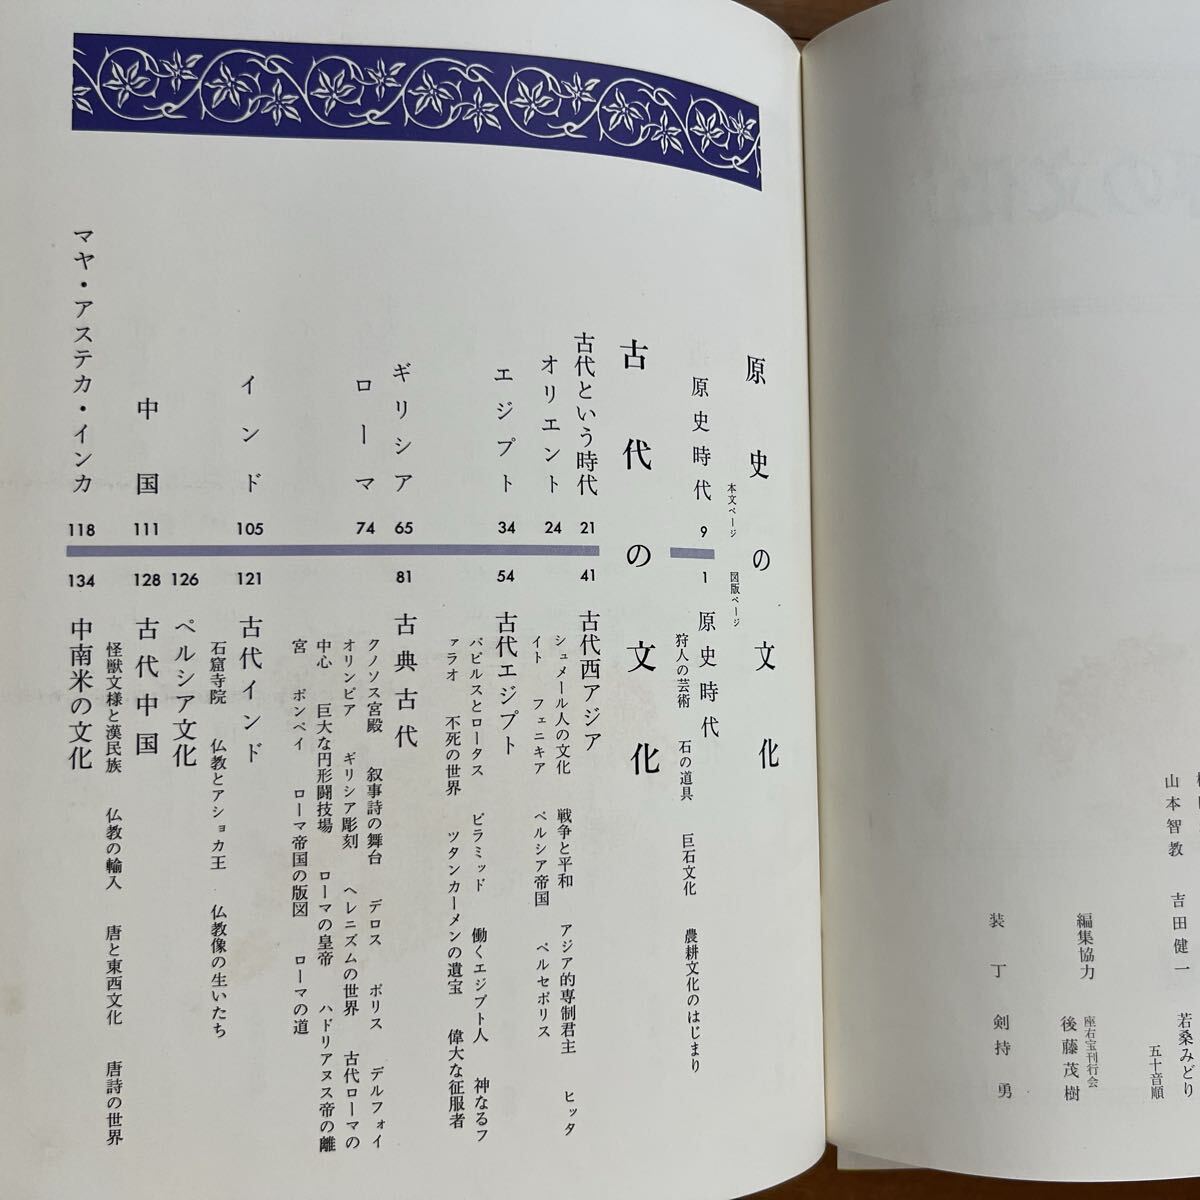 五十音順
若桑みどり
吉田健一
山本智教
編集協力
座右宝刊行会
後藤茂樹
装丁
剣持勇
原史の文化
本文ページ
図版ページ
原史時代
9
1
原史時代
狩人の芸術 石の道具 巨石文化 農耕文化のはじまり
古代の文化
古代という時代
21
41
古代西アジア
シュメール人の文化 戦争と平和 アジア的専制君主 ヒッタ
イト フェニキア ペルシア帝国 ペルセポリス
オリエント
24
エジプト
34
54
古代エジプト
パピルスとロータス ピラミッド 働くエジプト人 神なるフ
ァラオ 不死の世界 ツタンカーメンの遺宝 偉大な征服者
ギリシア
65
81
古典古代
クノソス宮殿 叙事詩の舞台 デロス ポリス デルフォイ
オリンピア ギリシア彫刻 ヘレニズムの世界 古代ローマの
中心 巨大な円形闘技場 ローマの皇帝 ハドリアヌス帝の離
宮 ポンペイ ローマ帝国の版図 ローマの道
ローマ
74
インド
105
121
古代インド
石窟寺院 仏教とアショカ王 仏教像の生いたち
126
ペルシア文化
中国
111
128
古代中国
怪獣文様と漢民族 仏教の輸入 唐と東西文化 唐詩の世界
マヤ・アステカ・インカ
118
134
中南米の文化